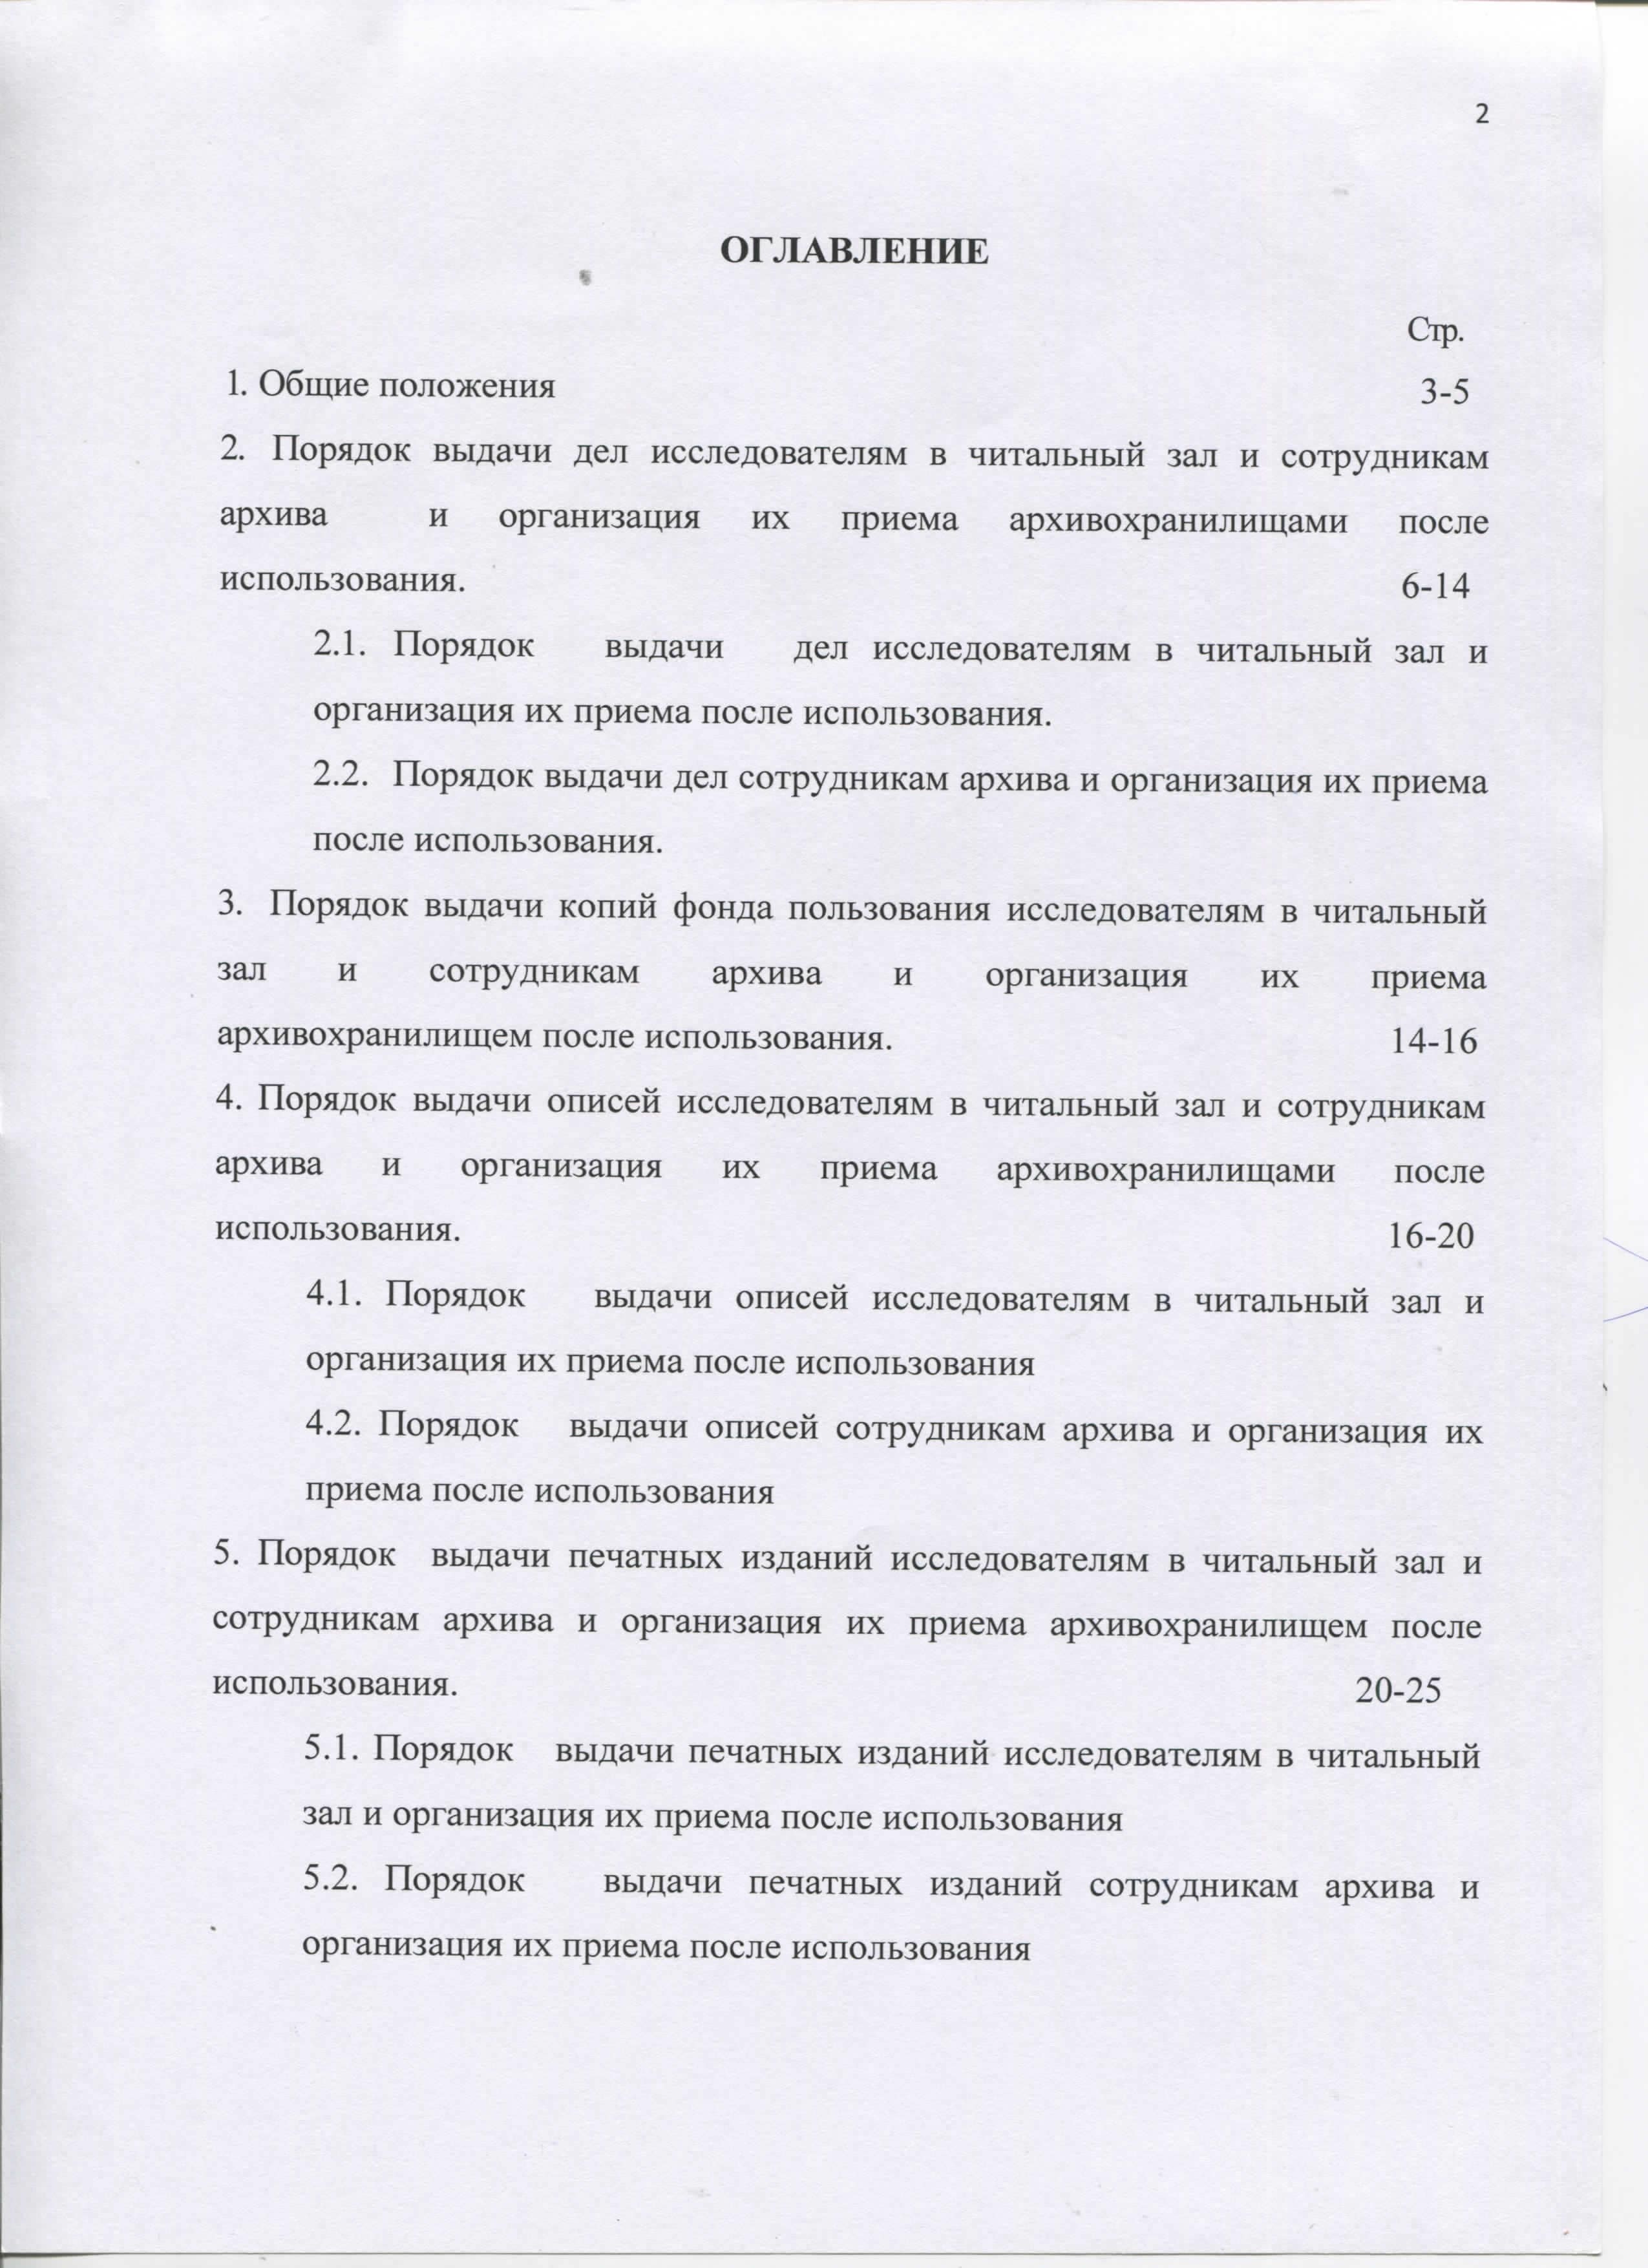 2
ОГЛАВЛЕНИЕ
Стр.
1. Общие положения 3-5
2. Порядок выдачи дел исследователям в читальный зал и сотрудникам
архива и организация их приема архивохранилищами после
использования. 6-14
2.1. Порядок выдачи дел исследователям в читальный зал и
организация их приема после использования.
2.2. Порядок выдачи дел сотрудникам архива и организация их приема
после использования.
3. Порядок выдачи копий фонда пользования исследователям в читальный
зал и сотрудникам архива и организация их приема
архивохранилищем после использования. 14-16
4. Порядок выдачи описей исследователям в читальный зал и сотрудникам
архива и организация их приема архивохранилищами после
использования. 16-20
4.1. Порядок выдачи описей исследователям в читальный зал и
организация их приема после использования
4.2. Порядок выдачи описей сотрудникам архива и организация их
приема после использования
5. Порядок выдачи печатных изданий исследователям в читальный зал и
сотрудникам архива и организация их приема архивохранилищем после
использования. 20-25
5.1. Порядок выдачи печатных изданий исследователям в читальный
зал и организация их приема после использования
5.2. Порядок выдачи печатных изданий сотрудникам архива и
организация их приема после использования